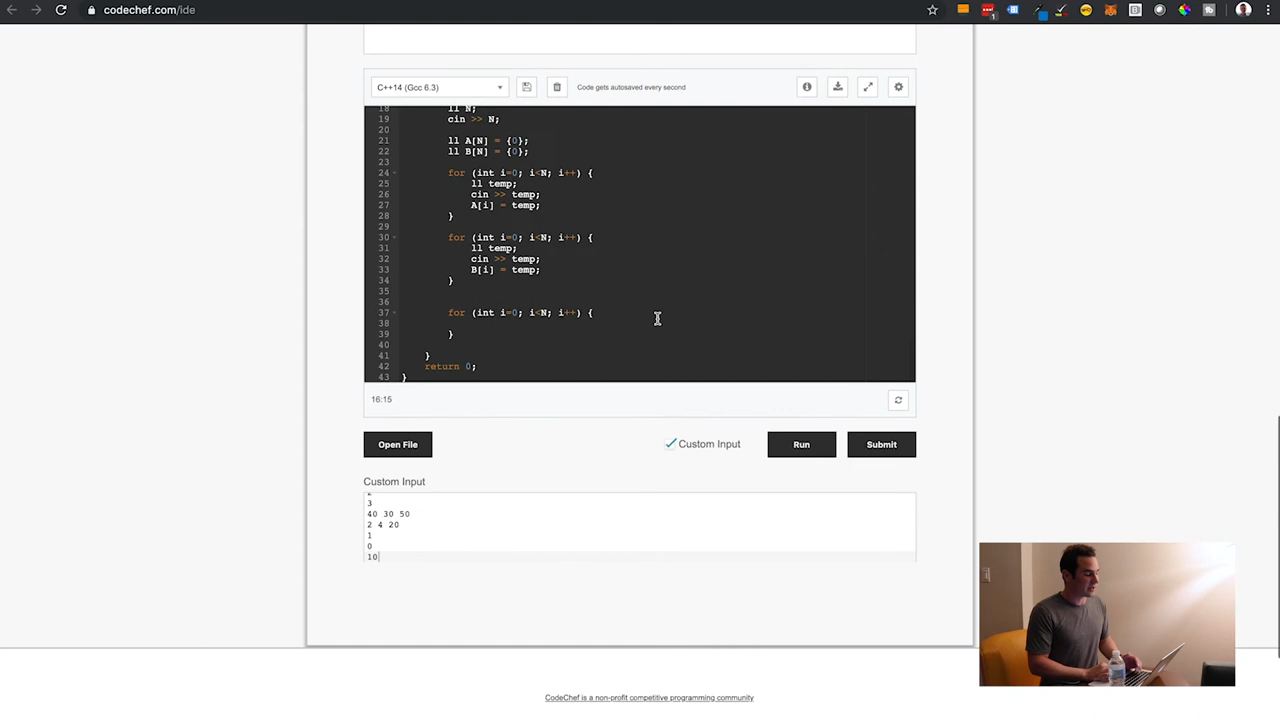 codechef.com/ide
1
C++14 (Gcc 6.3)
Code gets autosaved every second
18 ll N;
19 cin >> N;
20
21 ll A[N] = {0};
22 ll B[N] = {0};
23
24 for (int i=0; i<N; i++) {
25 ll temp;
26 cin >> temp;
27 A[i] = temp;
28 }
29
30 for (int i=0; i<N; i++) {
31 ll temp;
32 cin >> temp;
33 B[i] = temp;
34 }
35
36
37 for (int i=0; i<N; i++) {
38
39 }
40
41 }
42 return 0;
43 }
16:15
Open File
Custom Input
Run
Submit
Custom Input
2
3
40 30 50
2 4 20
1
0
10
CodeChef is a non-profit competitive programming community